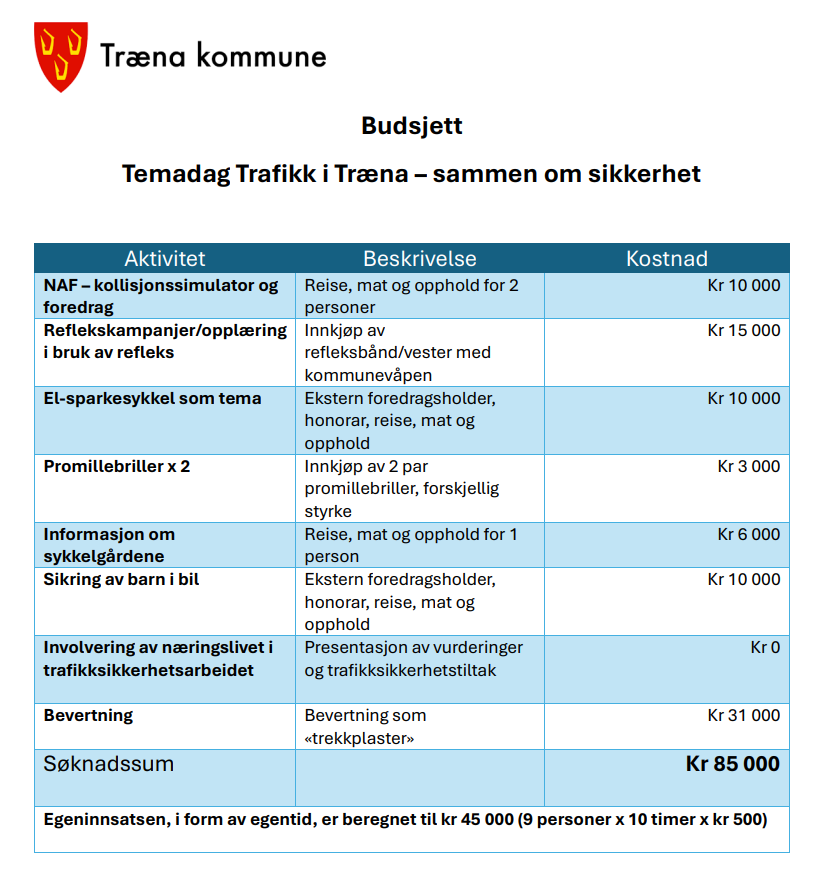 Træna kommune
Budsjett
Temadag Trafikk i Træna – sammen om sikkerhet
Aktivitet Beskrivelse Kostnad
NAF – kollisjonssimulator og Reise, mat og opphold for 2 Kr 10 000
foredrag personer
Reflekskampanjer/opplæring Innkjøp av Kr 15 000
i bruk av refleks refleksbånd/vester med
kommunevåpen
El-sparkesykkel som tema Ekstern foredragsholder, Kr 10 000
honorar, reise, mat og
opphold
Promillebriller x 2 Innkjøp av 2 par Kr 3 000
promillebriller, forskjellig
styrke
Informasjon om Reise, mat og opphold for 1 Kr 6 000
sykkelgårdene person
Sikring av barn i bil Ekstern foredragsholder, Kr 10 000
honorar, reise, mat og
opphold
Involvering av næringslivet i Presentasjon av vurderinger Kr 0
trafikksikkerhetsarbeidet og trafikksikkerhetstiltak
Bevertning Bevertning som Kr 31 000
«trekkplaster»
Søknadssum Kr 85 000
Egeninnsatsen, i form av egentid, er beregnet til kr 45 000 (9 personer x 10 timer x kr 500)